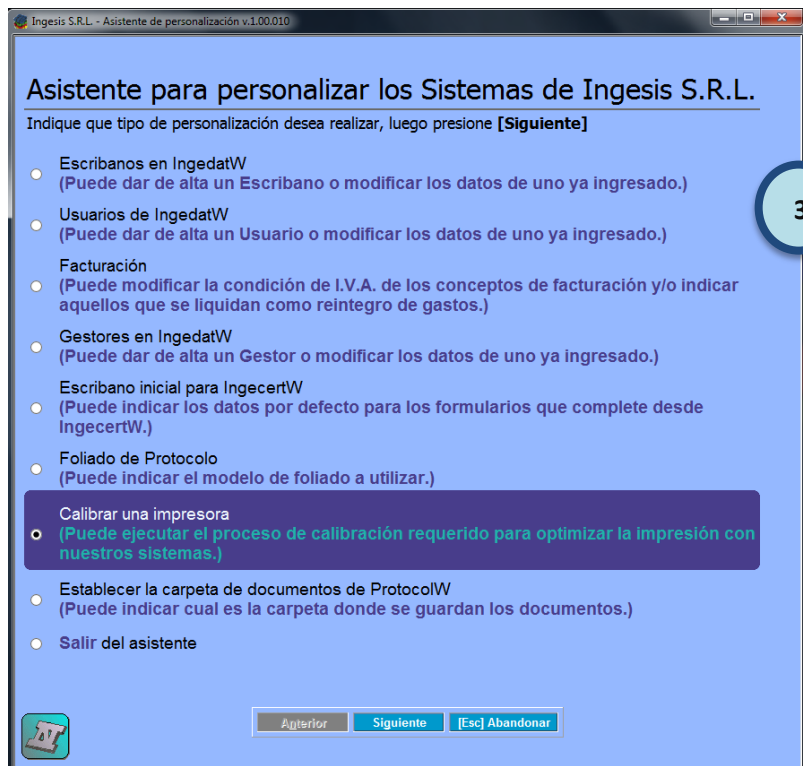 Ingesis S.R.L. - Asistente de personalización v.1.00.010
Asistente para personalizar los Sistemas de Ingesis S.R.L.
Indique que tipo de personalización desea realizar, luego presione [Siguiente]
Escribanos en IngedatW
(Puede dar de alta un Escribano o modificar los datos de uno ya ingresado.)
3
Usuarios de IngedatW
(Puede dar de alta un Usuario o modificar los datos de uno ya ingresado.)
Facturación
(Puede modificar la condición de I.V.A. de los conceptos de facturación y/o indicar
aquellos que se liquidan como reintegro de gastos.)
Gestores en IngedatW
(Puede dar de alta un Gestor o modificar los datos de uno ya ingresado.)
Escribano inicial para IngecertW
(Puede indicar los datos por defecto para los formularios que complete desde
IngecertW.)
Foliado de Protocolo
(Puede indicar el modelo de foliado a utilizar.)
Calibrar una impresora
(Puede ejecutar el proceso de calibración requerido para optimizar la impresión con
nuestros sistemas.)
Establecer la carpeta de documentos de ProtocolW
(Puede indicar cual es la carpeta donde se guardan los documentos.)
Salir del asistente
Anterior Siguiente [Esc] Abandonar